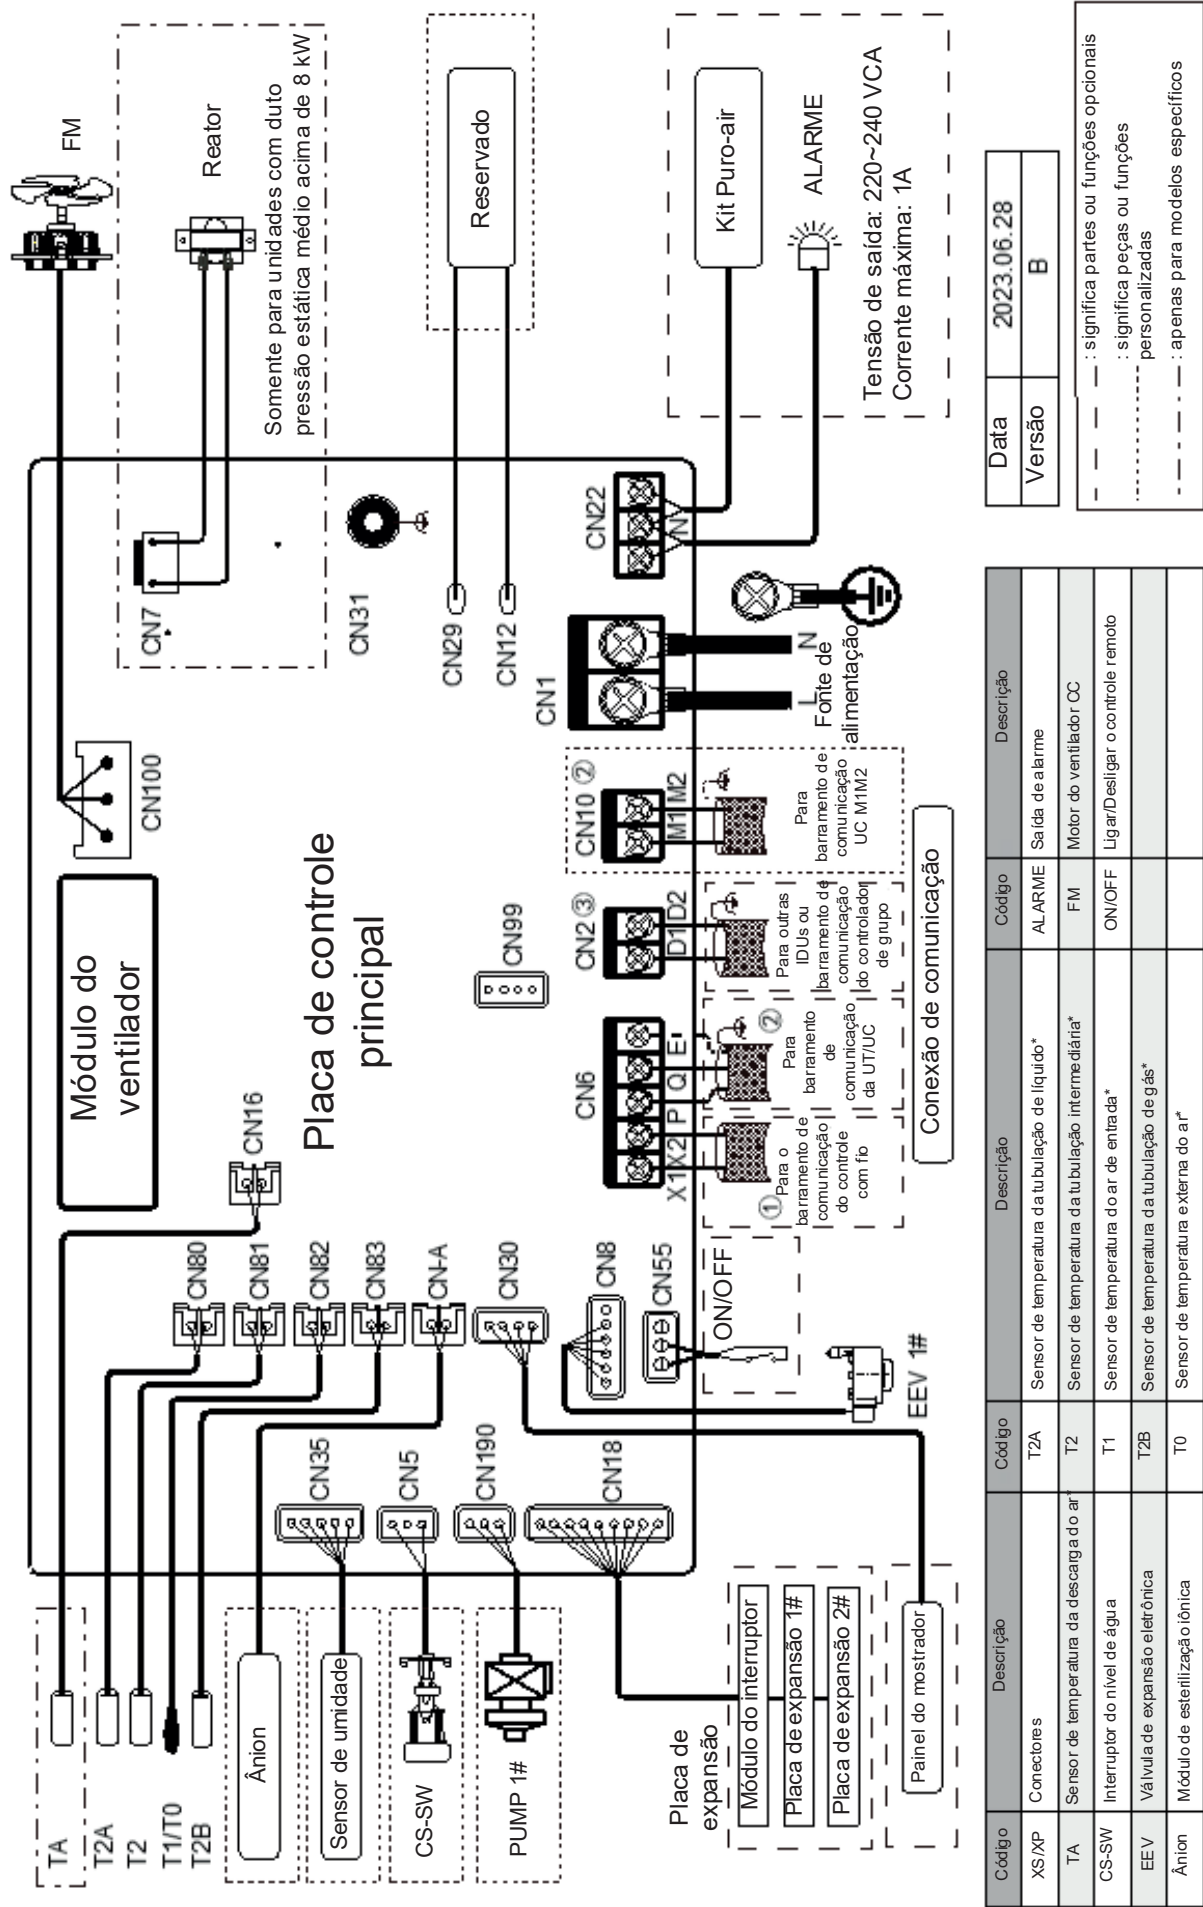 TA
T2A
T2
T1/T0
T2B
Ânion
Sensor de umidade
CS-SW
PUMP 1#
Placa de
expansão
Módulo do interruptor
Placa de expansão 1#
Placa de expansão 2#
Painel do mostrador
Módulo do
ventilador
CN100
CN16
CN80
CN81
CN82
CN83
CN-A
CN30
CN35
CN5
CN190
CN18
CN8
CN55
ON/OFF
EEV 1#
Placa de controle
principal
CN99
CN7
CN31
CN29
CN12
FM
Reator
Somente para unidades com duto
pressão estática médio acima de 8 kW
Reservado
CN6
X1 X2 P Q E
CN2 ③
D1 D2
CN10 ②
M1 M2
CN1
L N
Fonte de
alimentação
CN22
N
① Para o
barramento de
comunicação
do controle
com fio
②
Para
barramento
de
comunicação
da UT/UC
Para outras
IDUs ou
barramento de
comunicação
do controlador
de grupo
Para
barramento de
comunicação
UC M1M2
Conexão de comunicação
Kit Puro-air
ALARME
Tensão de saída: 220~240 VCA
Corrente máxima: 1A
Data 2023.06.28
Versão B
: significa partes ou funções opcionais
: significa peças ou funções
personalizadas
: apenas para modelos específicos
Código Descrição Código Descrição Código Descrição
XS/XP Conectores T2A Sensor de temperatura da tubulação de líquido* ALARME Saída de alarme
TA Sensor de temperatura da descarga do ar* T2 Sensor de temperatura da tubulação intermediária* FM Motor do ventilador CC
CS-SW Interruptor do nível de água T1 Sensor de temperatura do ar de entrada* ON/OFF Ligar/Desligar o controle remoto
EEV Válvula de expansão eletrônica T2B Sensor de temperatura da tubulação de gás*
Ânion Módulo de esterilização iônica T0 Sensor de temperatura externa do ar*